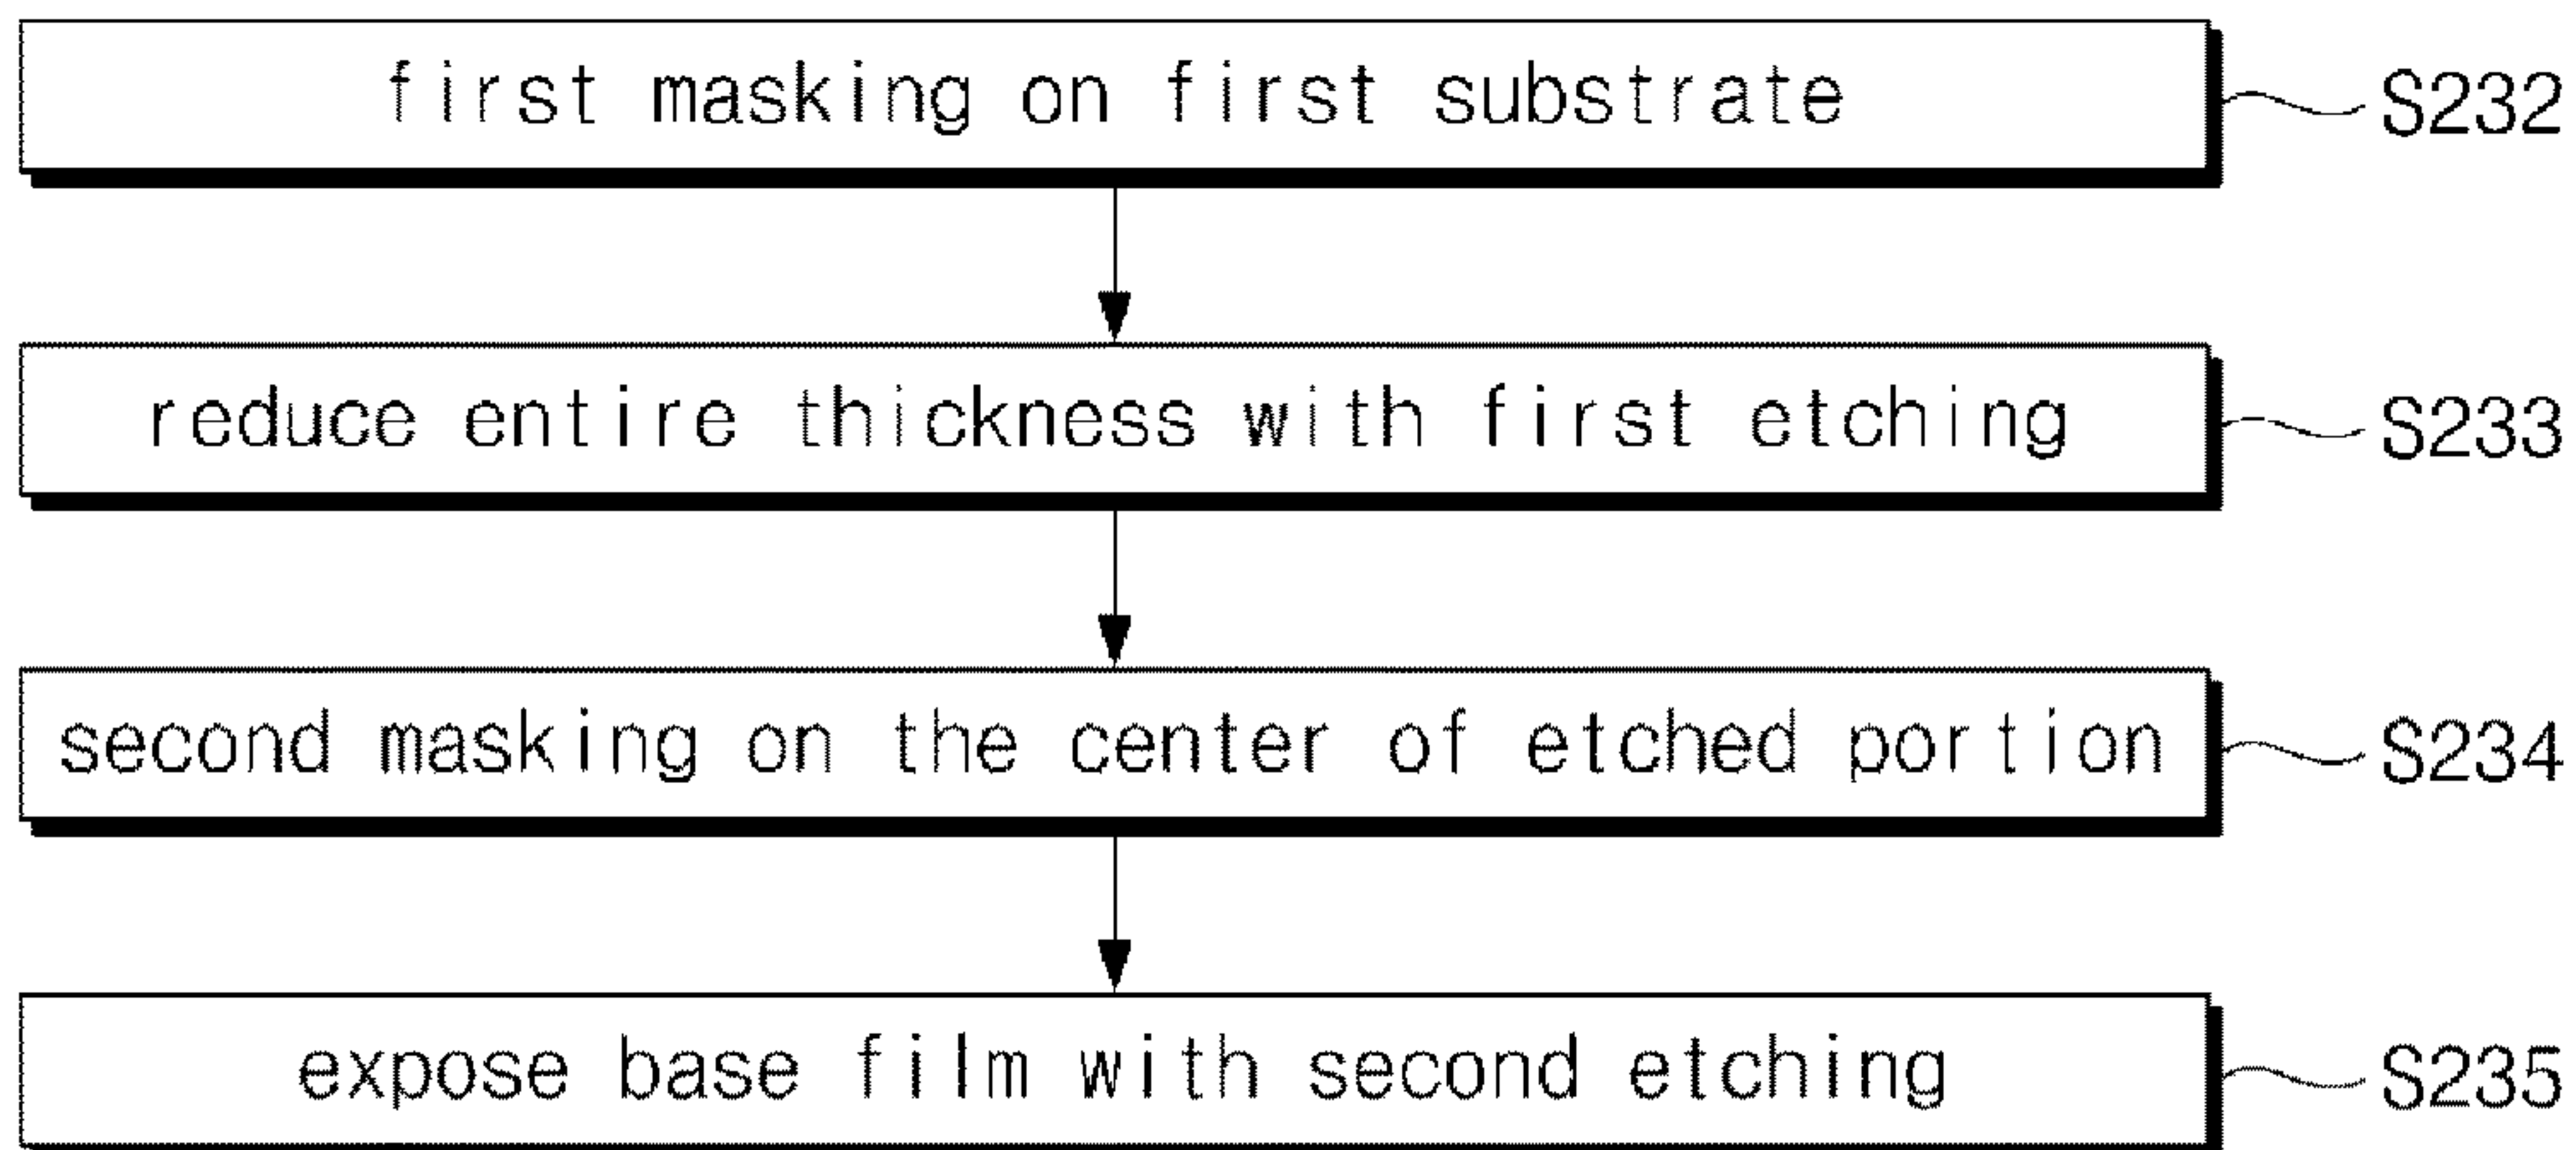 first masking on first substrate S232
reduce entire thickness with first etching S233
second masking on the center of etched portion S234
expose base film with second etching S235